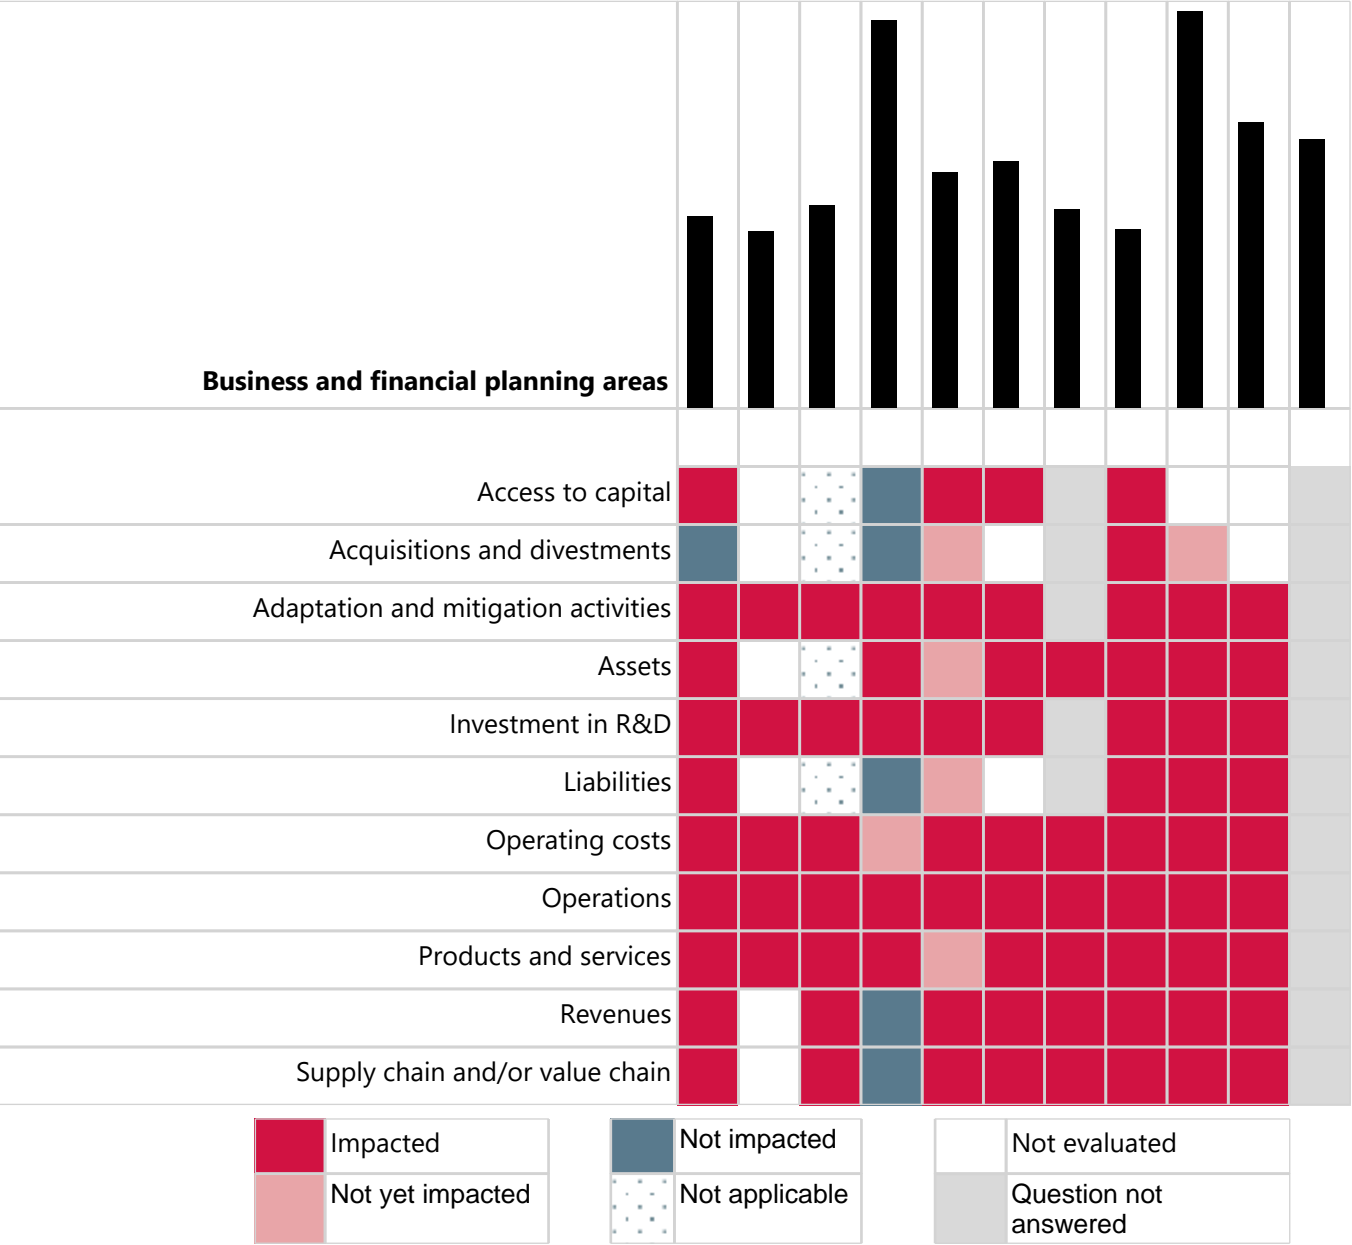 Business and financial planning areas
Access to capital
Acquisitions and divestments
Adaptation and mitigation activities
Assets
Investment in R&D
Liabilities
Operating costs
Operations
Products and services
Revenues
Supply chain and/or value chain
Impacted
Not impacted
Not evaluated
Not yet impacted
Not applicable
Question not
answered